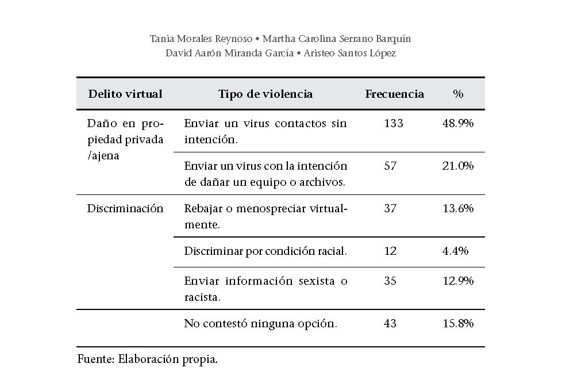 Tania Morales Reynoso • Martha Carolina Serrano Barquín
David Aarón Miranda García • Aristeo Santos López
Delito virtual Tipo de violencia Frecuencia %
Daño en pro- Enviar un virus contactos sin 133 48.9%
piedad privada intención.
/ajena
Enviar un virus con la intención 57 21.0%
de dañar un equipo o archivos.
Discriminación Rebajar o menospreciar virtual- 37 13.6%
mente.
Discriminar por condición racial. 12 4.4%
Enviar información sexista o 35 12.9%
racista.
No contestó ninguna opción. 43 15.8%
Fuente: Elaboración propia.